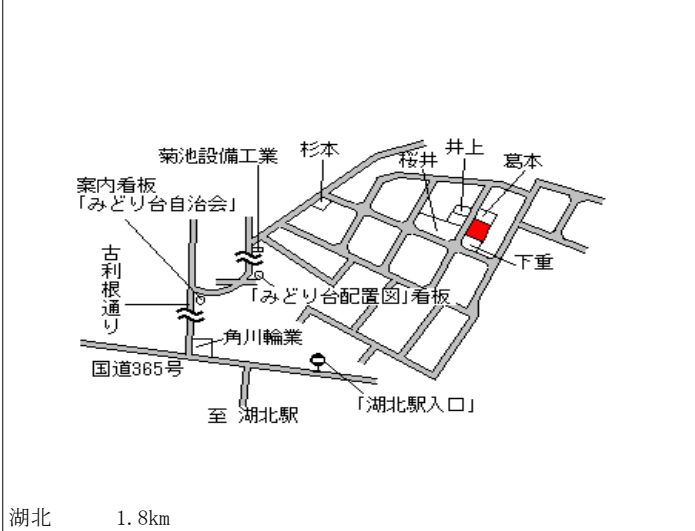 杉本
井上
菊池設備工業
桜井
葛本
案内看板
「みどり台自治会」
古利根通り
下重
「みどり台配置図」看板
角川輪業
国道365号
「湖北駅入口」
至 湖北駅
湖北 1.8km